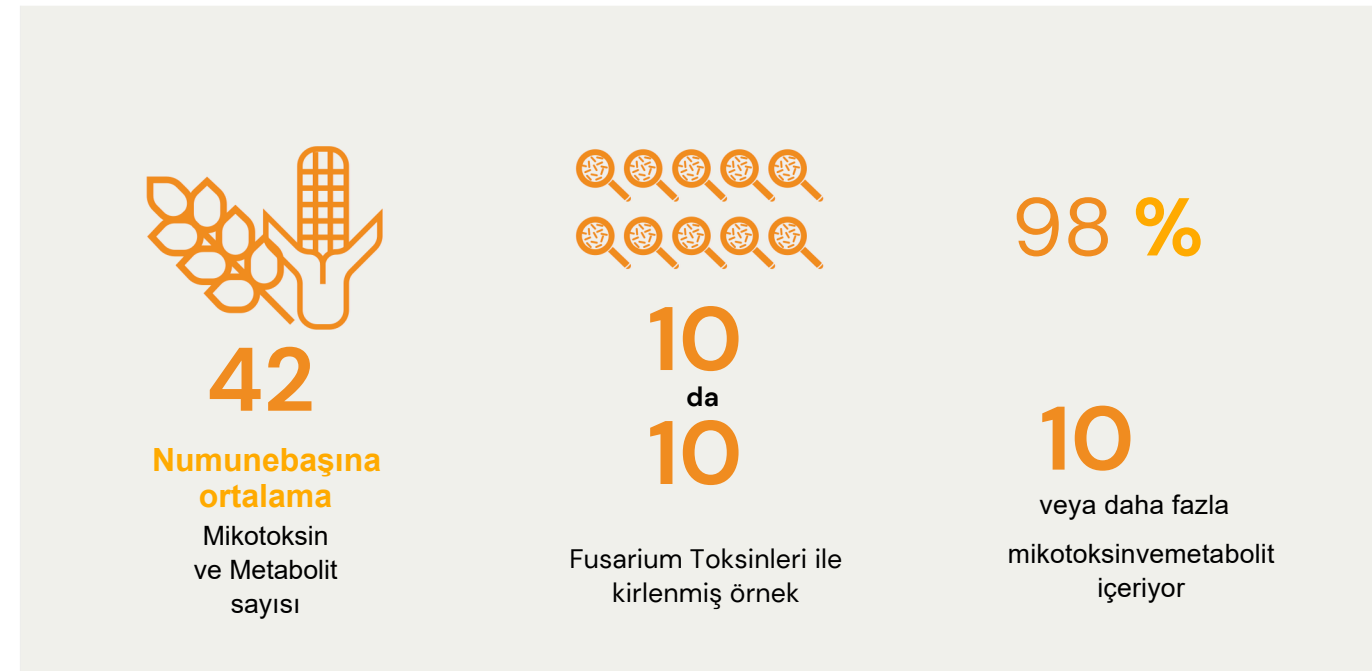 42
Numunebaşına
ortalama
Mikotoksin
ve Metabolit
sayısı
10
da
10
Fusarium Toksinleri ile
kirlenmiş örnek
98 %
10
veya daha fazla
mikotoksinvemetabolit
içeriyor